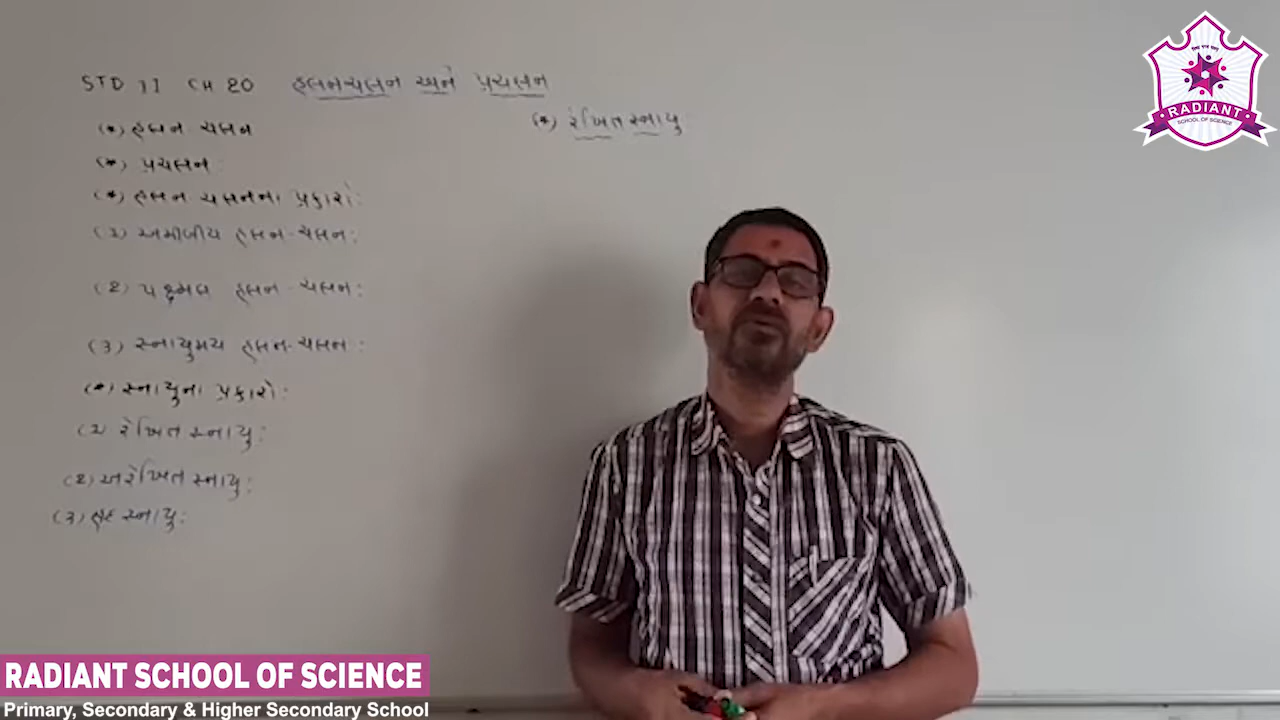 STD 11 CH 20 હલનચલન અને પ્રચલન
(*) હલન ચલન
(*) પ્રચલન
(*) હલન ચલનના પ્રકારો:
(1) અમીબીય હલન-ચલન:
(2) પક્ષ્મલ હલન-ચલન:
(3) સ્નાયુમય હલન-ચલન:
(*) સ્નાયુના પ્રકારો:
(1) રેખિત સ્નાયુ:
(2) અરેખિત સ્નાયુ:
(3) હૃદ સ્નાયુ:
(*) રેખિત સ્નાયુ:
RADIANT
SCHOOL OF SCIENCE
RADIANT SCHOOL OF SCIENCE
Primary, Secondary & Higher Secondary School